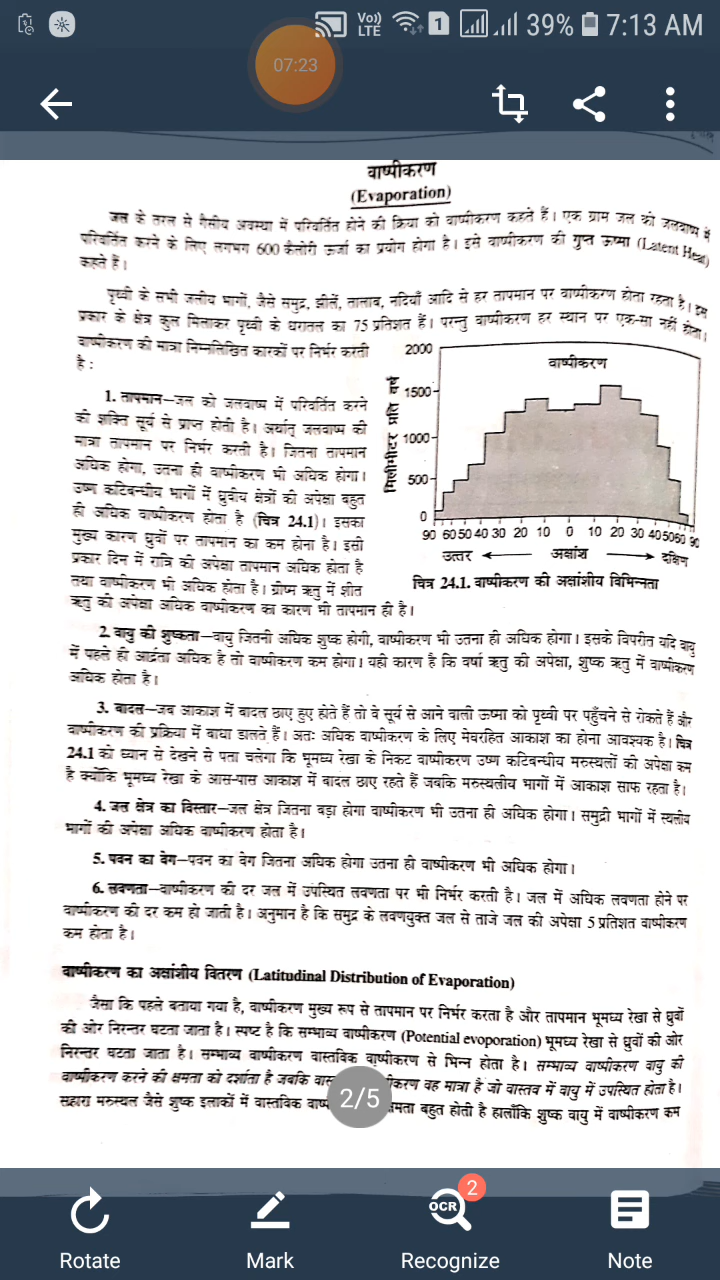 39% 7:13 AM
07:23
वाष्पीकरण
(Evaporation)
जल के तरल से गैसीय अवस्था में परिवर्तित होने की क्रिया को वाष्पीकरण कहते हैं। एक ग्राम जल को जलवाष्प में
परिवर्तित करने के लिए लगभग 600 कैलोरी ऊर्जा का प्रयोग होगा है। इसे वाष्पीकरण की गुप्त ऊष्मा (Latent Heat)
कहते हैं।
पृथ्वी के सभी जलीय भागों, जैसे समुद्र, झीलें, तालाब, नदियाँ आदि से हर तापमान पर वाष्पीकरण होता रहता है। इस
प्रकार के क्षेत्र कुल मिलाकर पृथ्वी के धरातल का 75 प्रतिशत हैं। परन्तु वाष्पीकरण हर स्थान पर एक-सा नहीं होता।
वाष्पीकरण की मात्रा निम्नलिखित कारकों पर निर्भर करती
है :
1. तापमान–जल को जलवाष्प में परिवर्तित करने
की शक्ति सूर्य से प्राप्त होती है। अर्थात् जलवाष्प की
मात्रा तापमान पर निर्भर करती है। जितना तापमान
अधिक होगा, उतना ही वाष्पीकरण भी अधिक होगा।
उष्ण कटिबन्धीय भागों में ध्रुवीय क्षेत्रों की अपेक्षा बहुत
ही अधिक वाष्पीकरण होता है (चित्र 24.1)। इसका
मुख्य कारण ध्रुवों पर तापमान का कम होना है। इसी
प्रकार दिन में रात्रि की अपेक्षा तापमान अधिक होता है
तथा वाष्पीकरण भी अधिक होता है। ग्रीष्म ऋतु में शीत
ऋतु की अपेक्षा अधिक वाष्पीकरण का कारण भी तापमान ही है।
वाष्पीकरण
मिलीमीटर प्रति वर्ष
2000
1500
1000
500
0
90 60 50 40 30 20 10 0 10 20 30 40 50 60 90
उत्तर अक्षांश दक्षिण
चित्र 24.1. वाष्पीकरण की अक्षांशीय विभिन्नता
2. वायु की शुष्कता–वायु जितनी अधिक शुष्क होगी, वाष्पीकरण भी उतना ही अधिक होगा। इसके विपरीत यदि वायु
में पहले ही आर्द्रता अधिक है तो वाष्पीकरण कम होगा। यही कारण है कि वर्षा ऋतु की अपेक्षा, शुष्क ऋतु में वाष्पीकरण
अधिक होता है।
3. बादल–जब आकाश में बादल छाए हुए होते हैं तो वे सूर्य से आने वाली ऊष्मा को पृथ्वी पर पहुँचने से रोकते हैं और
वाष्पीकरण की प्रक्रिया में बाधा डालते हैं। अतः अधिक वाष्पीकरण के लिए मेघरहित आकाश का होना आवश्यक है। चित्र
24.1 को ध्यान से देखने से पता चलेगा कि भूमध्य रेखा के निकट वाष्पीकरण उष्ण कटिबन्धीय मरुस्थलों की अपेक्षा कम
है क्योंकि भूमध्य रेखा के आस-पास आकाश में बादल छाए रहते हैं जबकि मरुस्थलीय भागों में आकाश साफ रहता है।
4. जल क्षेत्र का विस्तार–जल क्षेत्र जितना बड़ा होगा वाष्पीकरण भी उतना ही अधिक होगा। समुद्री भागों में स्थलीय
भागों की अपेक्षा अधिक वाष्पीकरण होता है।
5. पवन का वेग–पवन का वेग जितना अधिक होगा उतना ही वाष्पीकरण भी अधिक होगा।
6. लवणता–वाष्पीकरण की दर जल में उपस्थित लवणता पर भी निर्भर करती है। जल में अधिक लवणता होने पर
वाष्पीकरण की दर कम हो जाती है। अनुमान है कि समुद्र के लवणयुक्त जल से ताजे जल की अपेक्षा 5 प्रतिशत वाष्पीकरण
कम होता है।
वाष्पीकरण का अक्षांशीय वितरण (Latitudinal Distribution of Evaporation)
जैसा कि पहले बताया गया है, वाष्पीकरण मुख्य रूप से तापमान पर निर्भर करता है और तापमान भूमध्य रेखा से ध्रुवों
की ओर निरन्तर घटता जाता है। स्पष्ट है कि सम्भाव्य वाष्पीकरण (Potential evoporation) भूमध्य रेखा से ध्रुवों की ओर
निरन्तर घटता जाता है। सम्भाव्य वाष्पीकरण वास्तविक वाष्पीकरण से भिन्न होता है। सम्भाव्य वाष्पीकरण वायु की
वाष्पीकरण करने की क्षमता को दर्शाता है जबकि वह मात्रा है जो वास्तव में वायु में उपस्थित होता है।
सहारा मरुस्थल जैसे शुष्क इलाकों में वास्तविक बहुत होती है हालाँकि शुष्क वायु में वाष्पीकरण कम
2/5
Rotate Mark OCR 2 Recognize Note